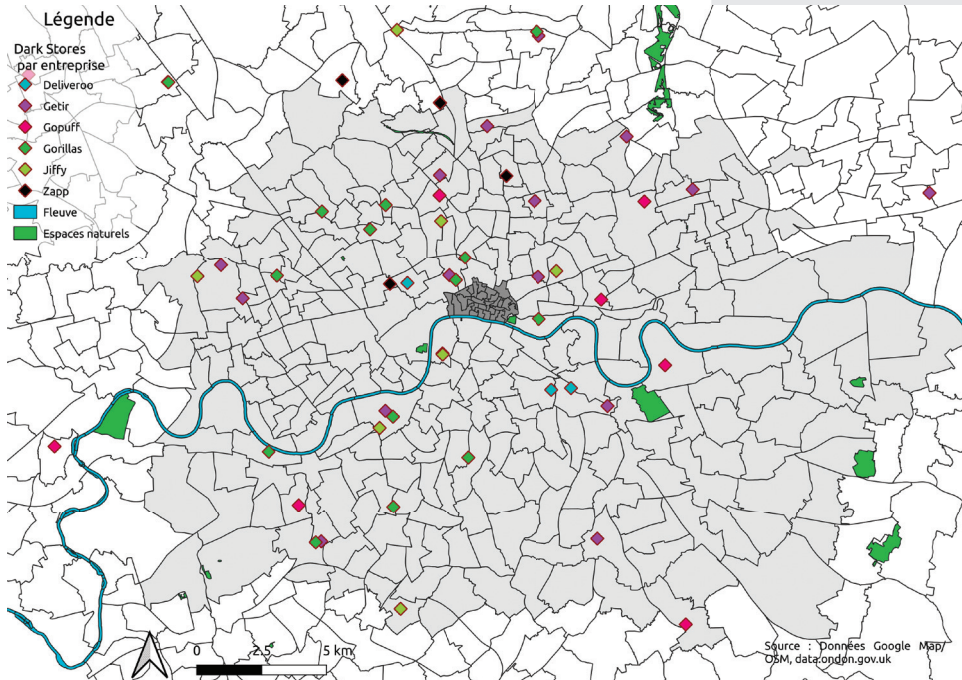 Légende
Dark Stores
par entreprise
Deliveroo
Getir
Gopuff
Gorillas
Jiffy
Zapp
Fleuve
Espaces naturels
0 2.5 5 km
Source : Données Google Map/
OSM, data.ondon.gov.uk